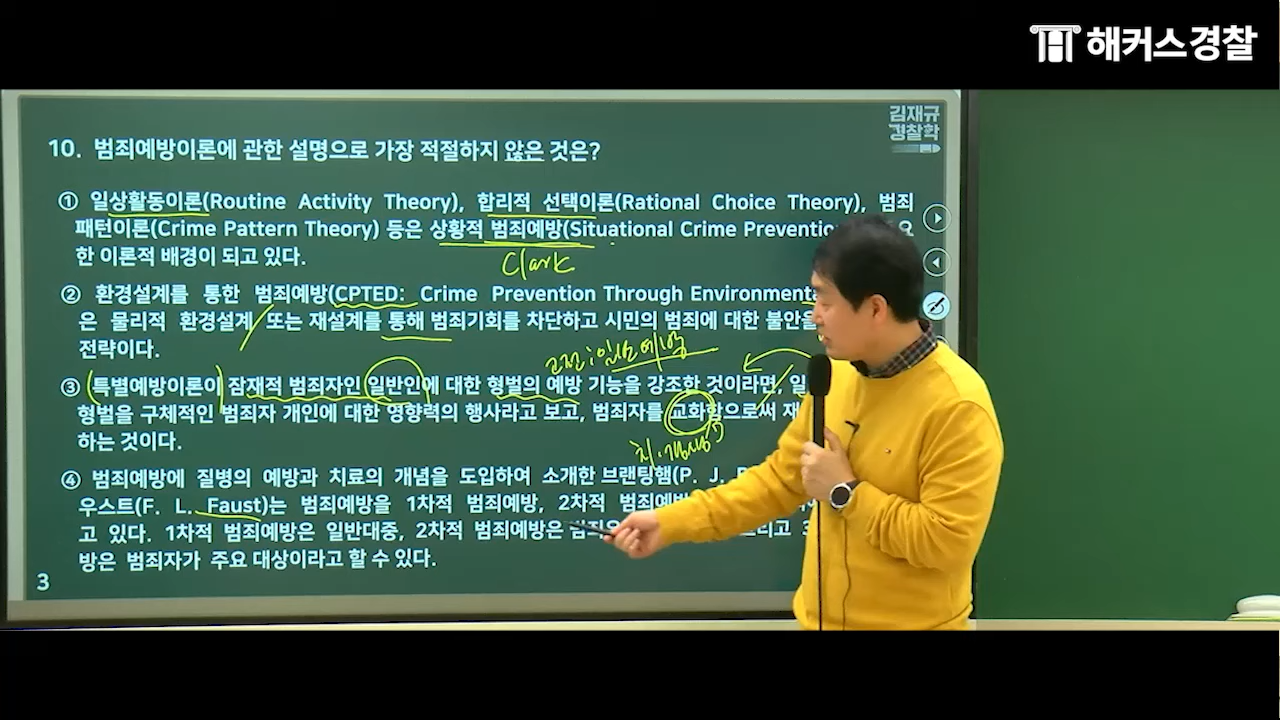 해커스경찰
김재규
경찰학
10. 범죄예방이론에 관한 설명으로 가장 적절하지 않은 것은?
① 일상활동이론(Routine Activity Theory), 합리적 선택이론(Rational Choice Theory), 범죄
패턴이론(Crime Pattern Theory) 등은 상황적 범죄예방(Situational Crime Preventio
한 이론적 배경이 되고 있다.
Clark
② 환경설계를 통한 범죄예방(CPTED: Crime Prevention Through Environment
은 물리적 환경설계 또는 재설계를 통해 범죄기회를 차단하고 시민의 범죄에 대한 불안을
전략이다.
고전: 일반예방
③ 특별예방이론이 잠재적 범죄자인 일반인에 대한 형벌의 예방 기능을 강조한 것이라면, 일
형벌을 구체적인 범죄자 개인에 대한 영향력의 행사라고 보고, 범죄자를 교화함으로써 재
하는 것이다.
④ 범죄예방에 질병의 예방과 치료의 개념을 도입하여 소개한 브랜팅햄(P. J.
우스트(F. L. Faust)는 범죄예방을 1차적 범죄예방, 2차적 범죄예방
고 있다. 1차적 범죄예방은 일반대중, 2차적 범죄예방은 그리고 3
방은 범죄자가 주요 대상이라고 할 수 있다.
3